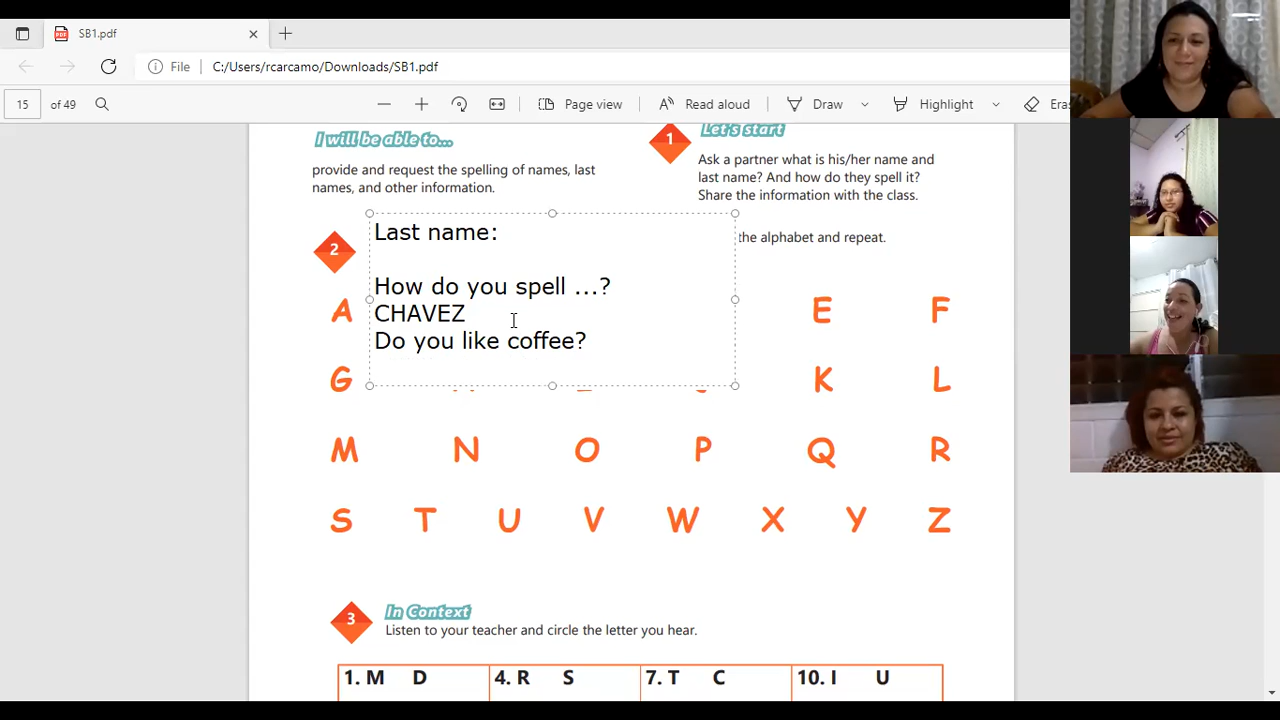 SB1.pdf
File
C:/Users/rcarcamo/Downloads/SB1.pdf
15 of 49
Page view
Read aloud
Draw
Highlight
I will be able to...
provide and request the spelling of names, last
names, and other information.
1
Let's start
Ask a partner what is his/her name and
last name? And how do they spell it?
Share the information with the class.
2
the alphabet and repeat.
Last name:
How do you spell ...?
CHAVEZ
Do you like coffee?
A E F
G K L
M N O P Q R
S T U V W X Y Z
3
In Context
Listen to your teacher and circle the letter you hear.
1. M D 4. R S 7. T C 10. I U